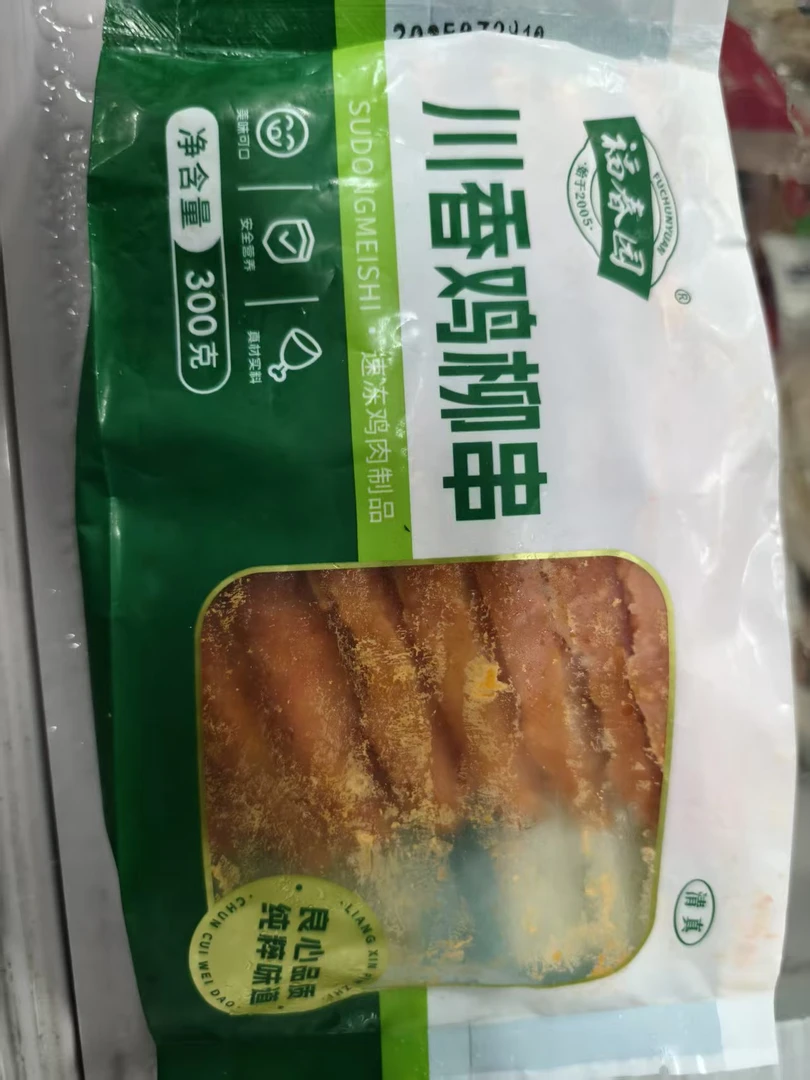 福春园
FUCHUNYUAN
·始于2005·
®
川香鸡柳串
SUDONGMEISHI · 速冻鸡肉制品
美味可口
安全营养
真材实料
净含量 300克
清真
·LIANG XIN
良心品质
纯粹味道
·CHUN CUI WEI DAO·